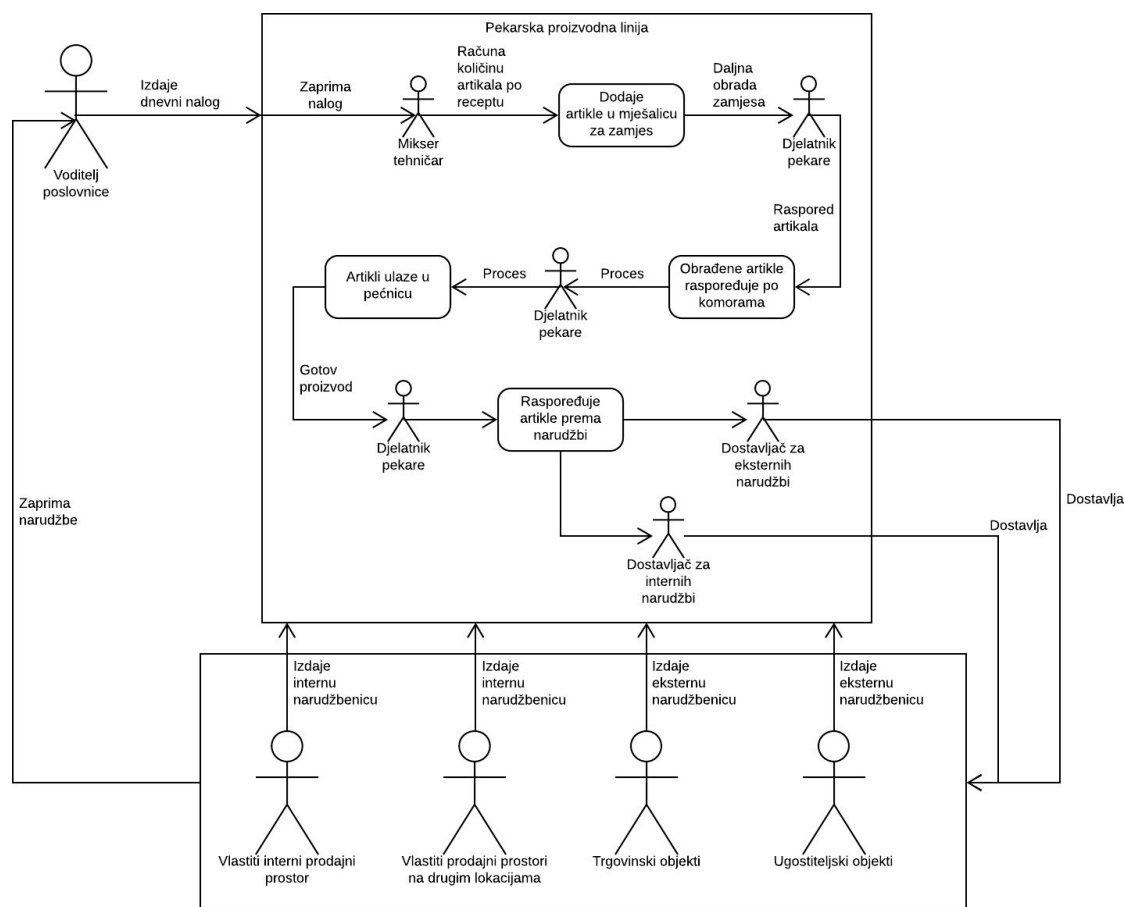 Pekarska proizvodna linija
Izdaje
dnevni nalog
Zaprima
nalog
Računa
količinu
artikala po
receptu
Dodaje
artikle u mješalicu
za zamjes
Daljna
obrada
zamjesa
Voditelj
poslovnice
Mikser
tehničar
Djelatnik
pekare
Raspored
artikala
Artikli ulaze u
pećnicu
Proces
Djelatnik
pekare
Proces
Obrađene artikle
raspoređuje po
komorama
Gotov
proizvod
Djelatnik
pekare
Raspoređuje
artikle prema
narudžbi
Dostavljač za
eksternih
narudžbi
Zaprima
narudžbe
Dostavljač za
internih
narudžbi
Dostavlja
Dostavlja
Izdaje
internu
narudžbenicu
Izdaje
internu
narudžbenicu
Izdaje
eksternu
narudžbenicu
Izdaje
eksternu
narudžbenicu
Vlastiti interni prodajni
prostor
Vlastiti prodajni prostori
na drugim lokacijama
Trgovinski objekti
Ugostiteljski objekti